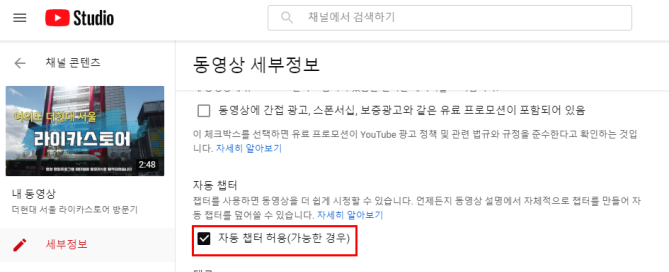 Studio
채널에서 검색하기
채널 콘텐츠
동영상 세부정보
동영상에 간접 광고, 스폰서십, 보증광고와 같은 유료 프로모션이 포함되어 있음
이 체크박스를 선택하면 유료 프로모션이 YouTube 광고 정책 및 관련 법규와 규정을 준수한다고 확인하는 것입
니다. 자세히 알아보기
여의도 더현대 서울
라이카스토어
2:48
내 동영상
더현대 서울 라이카스토어 방문기
자동 챕터
챕터를 사용하면 동영상을 더 쉽게 시청할 수 있습니다. 언제든지 동영상 설명에서 자체적으로 챕터를 만들어 자
동 챕터를 덮어쓸 수 있습니다. 자세히 알아보기
세부정보
자동 챕터 허용(가능한 경우)